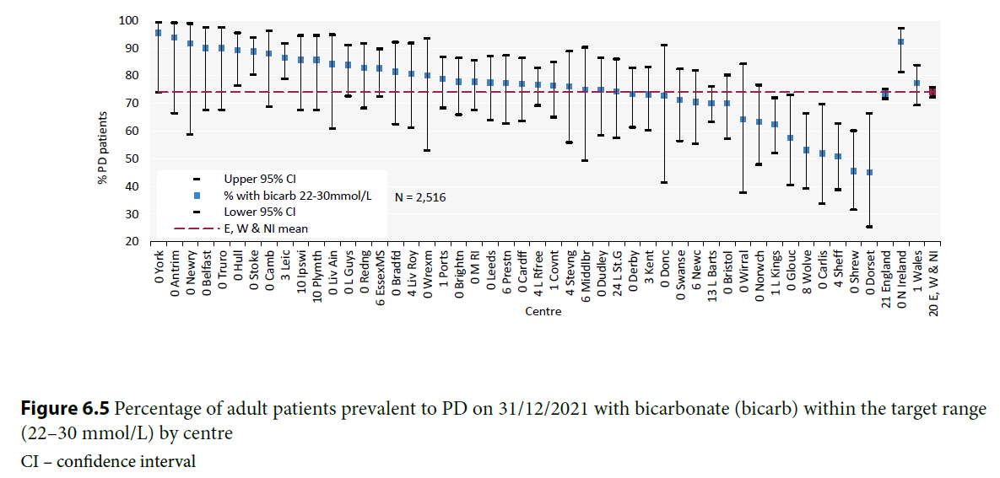 100
90
80
70
60
50
40
30
20
% PD patients
Upper 95% CI
% with bicarb 22-30mmol/L
Lower 95% CI
E, W & NI mean
N = 2,516
0 York
0 Antrim
0 Newry
0 Belfast
0 Truro
0 Hull
0 Stoke
0 Camb
3 Leic
10 Ipswi
10 Plymth
0 Liv Ain
0 L Guys
0 Redng
6 EssexMS
0 Bradfd
4 Liv Roy
0 Wrexm
1 Ports
0 Brightn
0 M RI
0 Leeds
6 Prestn
0 Cardff
4 L Rfree
1 Covnt
4 Stevng
6 Middlbr
0 Dudley
24 L St.G
0 Derby
3 Kent
0 Donc
0 Swanse
6 Newc
13 L Barts
0 Bristol
0 Wirral
0 Norwch
1 L Kings
0 Glouc
8 Wolve
0 Carlis
4 Sheff
0 Shrew
0 Dorset
21 England
0 N Ireland
1 Wales
20 E, W & NI
Centre
Figure 6.5 Percentage of adult patients prevalent to PD on 31/12/2021 with bicarbonate (bicarb) within the target range
(22–30 mmol/L) by centre
CI – confidence interval